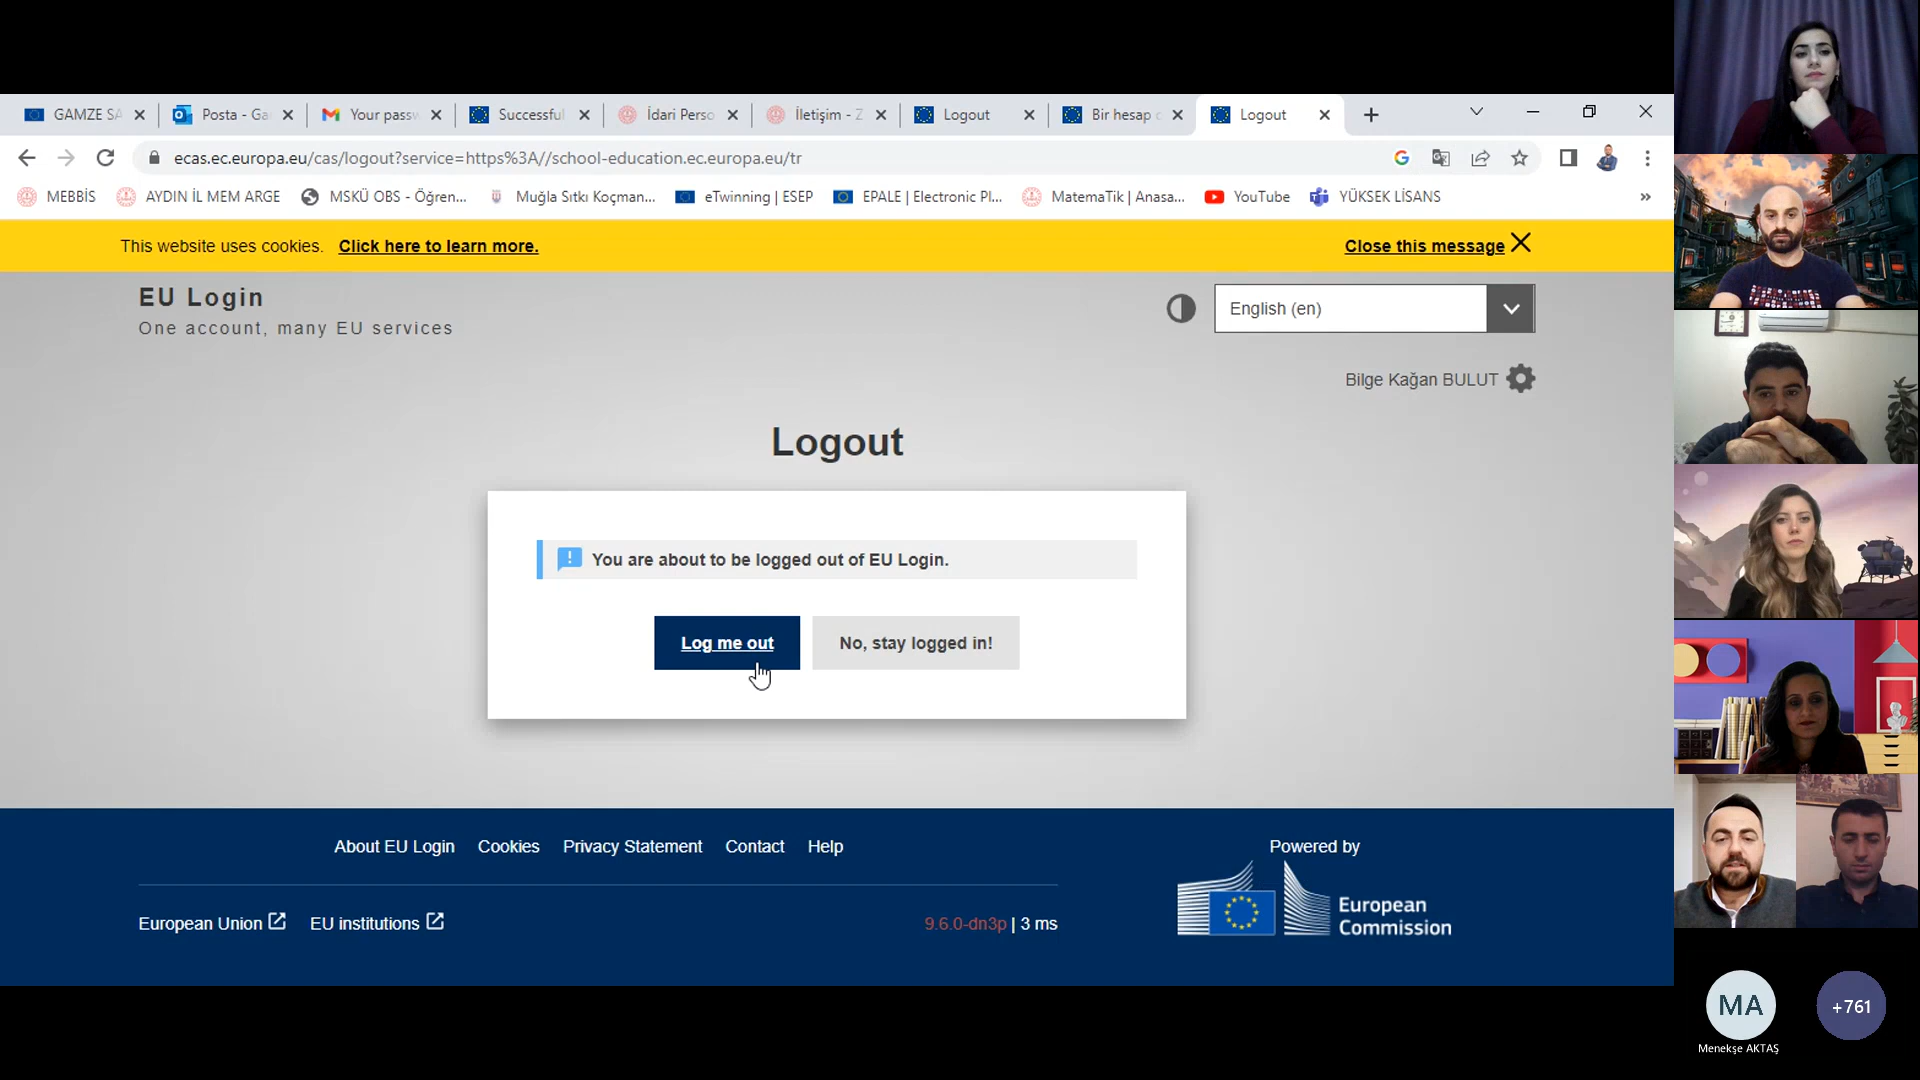 GAMZE SA
Posta - Ga
Your passw
Successful
İdari Perso
İletişim - Z
Logout
Bir hesap o
Logout
ecas.ec.europa.eu/cas/logout?service=https%3A//school-education.ec.europa.eu/tr
MEBBİS
AYDIN İL MEM ARGE
MSKÜ OBS - Öğren...
Muğla Sıtkı Koçman...
eTwinning | ESEP
EPALE | Electronic Pl...
MatemaTik | Anasa...
YouTube
YÜKSEK LİSANS
»
This website uses cookies. Click here to learn more.
Close this message
EU Login
One account, many EU services
English (en)
Bilge Kağan BULUT
Logout
You are about to be logged out of EU Login.
Log me out
No, stay logged in!
About EU Login
Cookies
Privacy Statement
Contact
Help
Powered by
European Union
EU institutions
9.6.0-dn3p | 3 ms
European
Commission
MA
+761
Menekşe AKTAŞ